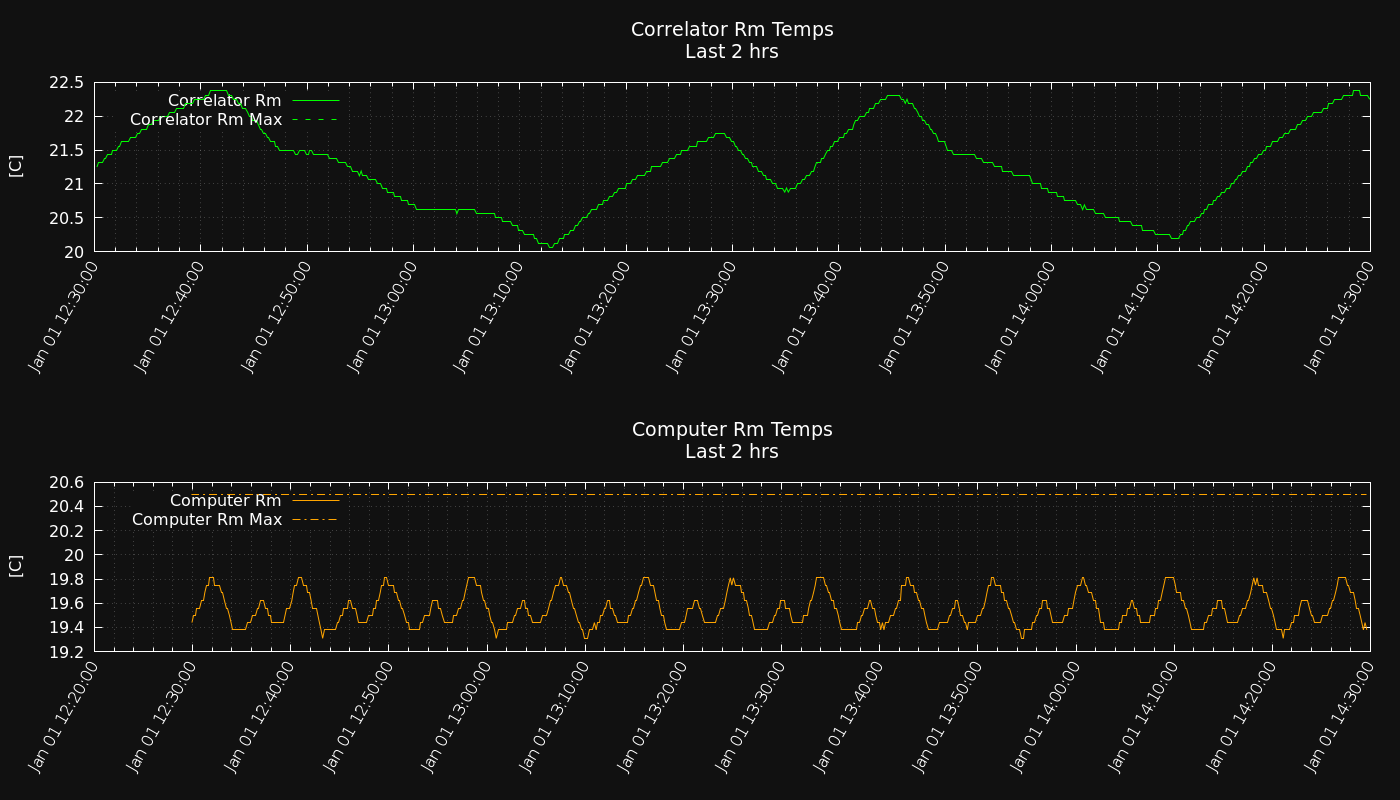 Correlator Rm Temps
Last 2 hrs
[C]
22.5
22
21.5
21
20.5
20
Correlator Rm
Correlator Rm Max
Jan 01 12:30:00
Jan 01 12:40:00
Jan 01 12:50:00
Jan 01 13:00:00
Jan 01 13:10:00
Jan 01 13:20:00
Jan 01 13:30:00
Jan 01 13:40:00
Jan 01 13:50:00
Jan 01 14:00:00
Jan 01 14:10:00
Jan 01 14:20:00
Jan 01 14:30:00
Computer Rm Temps
Last 2 hrs
[C]
20.6
20.4
20.2
20
19.8
19.6
19.4
19.2
Computer Rm
Computer Rm Max
Jan 01 12:20:00
Jan 01 12:30:00
Jan 01 12:40:00
Jan 01 12:50:00
Jan 01 13:00:00
Jan 01 13:10:00
Jan 01 13:20:00
Jan 01 13:30:00
Jan 01 13:40:00
Jan 01 13:50:00
Jan 01 14:00:00
Jan 01 14:10:00
Jan 01 14:20:00
Jan 01 14:30:00